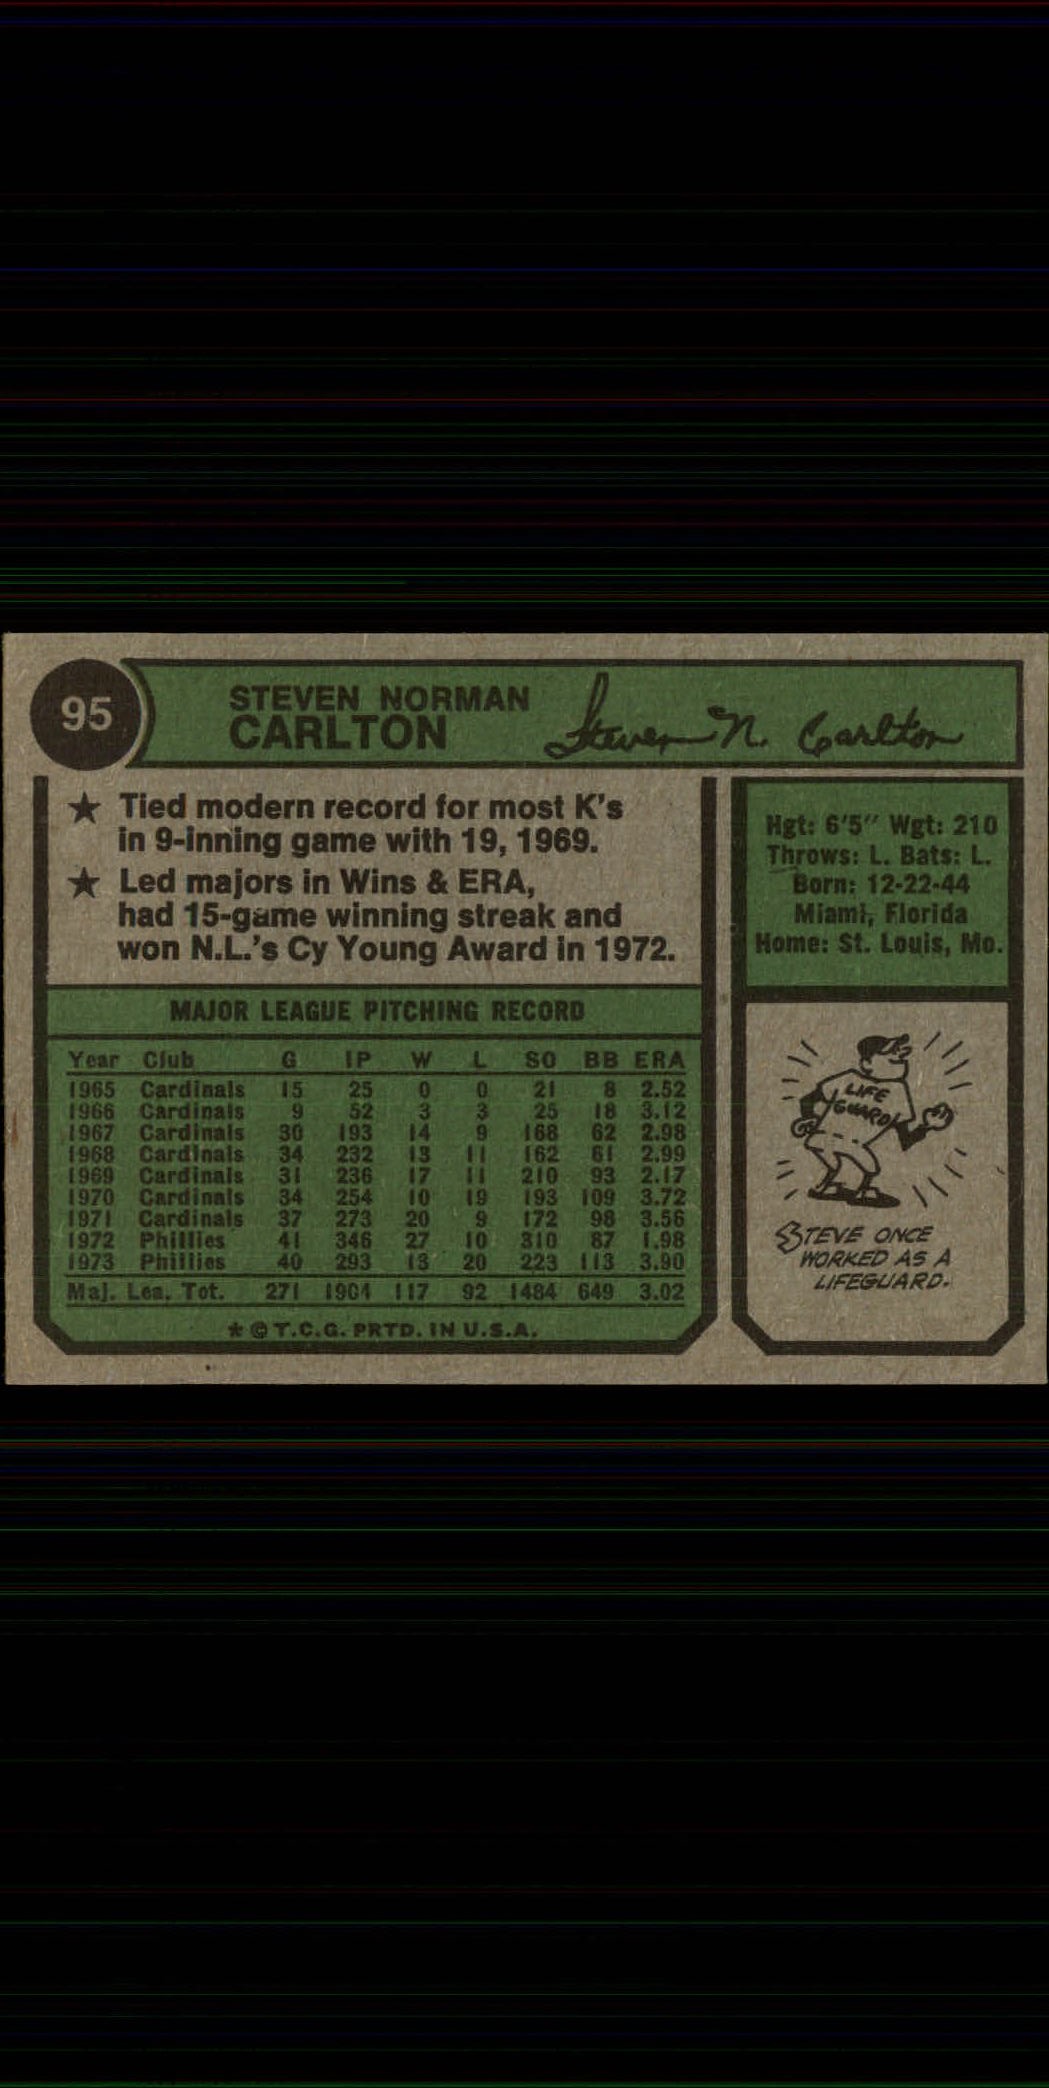 95
STEVEN NORMAN
CARLTON
Steven N. Carlton
★ Tied modern record for most K's
in 9-inning game with 19, 1969.
★ Led majors in Wins & ERA,
had 15-game winning streak and
won N.L.'s Cy Young Award in 1972.
Hgt: 6'5" Wgt: 210
Throws: L. Bats: L.
Born: 12-22-44
Miami, Florida
Home: St. Louis, Mo.
MAJOR LEAGUE PITCHING RECORD
Year Club G IP W L SO BB ERA
1965 Cardinals 15 25 0 0 21 8 2.52
1966 Cardinals 9 52 3 3 25 18 3.12
1967 Cardinals 30 193 14 9 168 62 2.98
1968 Cardinals 34 232 13 11 162 61 2.99
1969 Cardinals 31 236 17 11 210 93 2.17
1970 Cardinals 34 254 10 19 193 109 3.72
1971 Cardinals 37 273 20 9 172 98 3.56
1972 Phillies 41 346 27 10 310 87 1.98
1973 Phillies 40 293 13 20 223 113 3.90
Maj. Lea. Tot. 271 1904 117 92 1484 649 3.02
* © T.C.G. PRTD. IN U.S.A.
LIFE
GUARD
STEVE ONCE
WORKED AS A
LIFEGUARD.